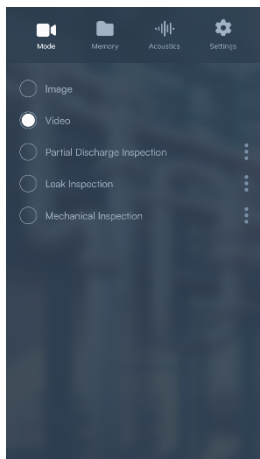 Mode Memory Acoustics Settings
Image
Video
Partial Discharge Inspection
Leak Inspection
Mechanical Inspection